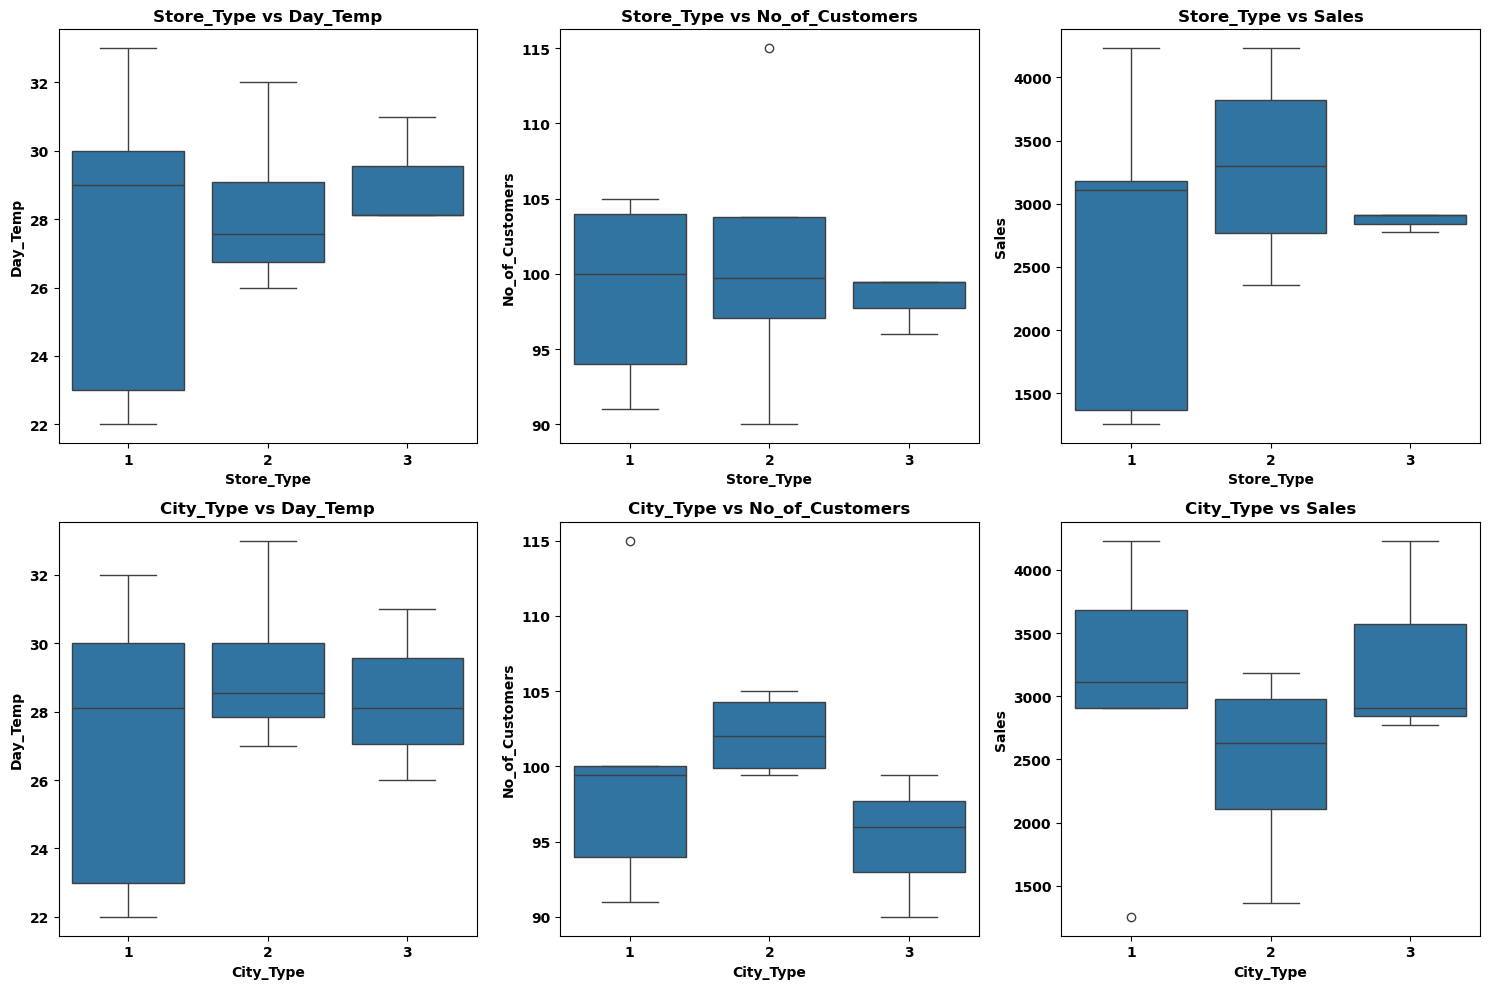 Store_Type vs Day_Temp
Day_Temp
32
30
28
26
24
22
1 2 3
Store_Type
Store_Type vs No_of_Customers
No_of_Customers
115
110
105
100
95
90
1 2 3
Store_Type
Store_Type vs Sales
Sales
4000
3500
3000
2500
2000
1500
1 2 3
Store_Type
City_Type vs Day_Temp
Day_Temp
32
30
28
26
24
22
1 2 3
City_Type
City_Type vs No_of_Customers
No_of_Customers
115
110
105
100
95
90
1 2 3
City_Type
City_Type vs Sales
Sales
4000
3500
3000
2500
2000
1500
1 2 3
City_Type